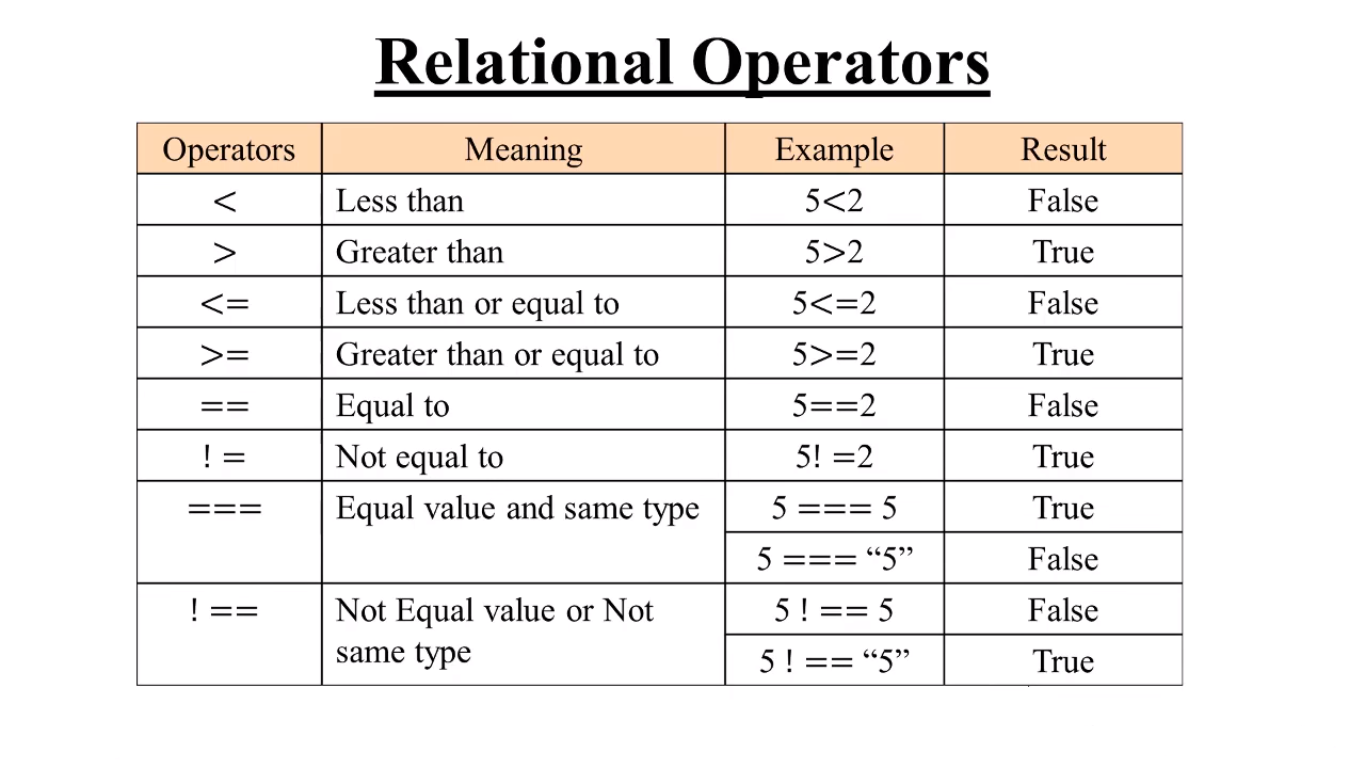 Relational Operators
Operators Meaning Example Result
< Less than 5<2 False
> Greater than 5>2 True
<= Less than or equal to 5<=2 False
>= Greater than or equal to 5>=2 True
== Equal to 5==2 False
! = Not equal to 5! =2 True
=== Equal value and same type 5 === 5 True
5 === “5” False
! == Not Equal value or Not 5 ! == 5 False
same type 5 ! == “5” True